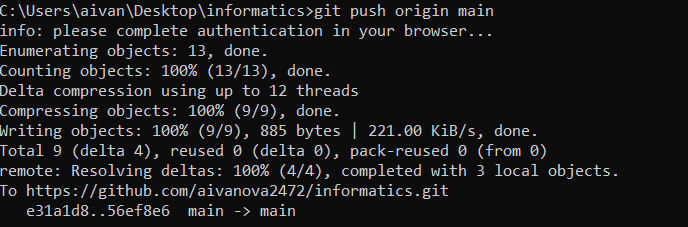 C:\Users\aivan\Desktop\informatics>git push origin main
info: please complete authentication in your browser...
Enumerating objects: 13, done.
Counting objects: 100% (13/13), done.
Delta compression using up to 12 threads
Compressing objects: 100% (9/9), done.
Writing objects: 100% (9/9), 885 bytes | 221.00 KiB/s, done.
Total 9 (delta 4), reused 0 (delta 0), pack-reused 0 (from 0)
remote: Resolving deltas: 100% (4/4), completed with 3 local objects.
To https://github.com/aivanova2472/informatics.git
   e31a1d8..56ef8e6  main -> main